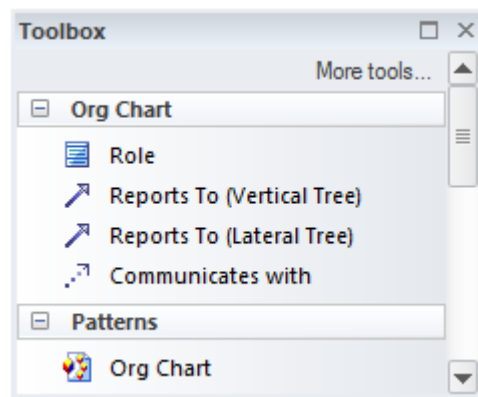 Toolbox
More tools...
Org Chart
Role
Reports To (Vertical Tree)
Reports To (Lateral Tree)
Communicates with
Patterns
Org Chart